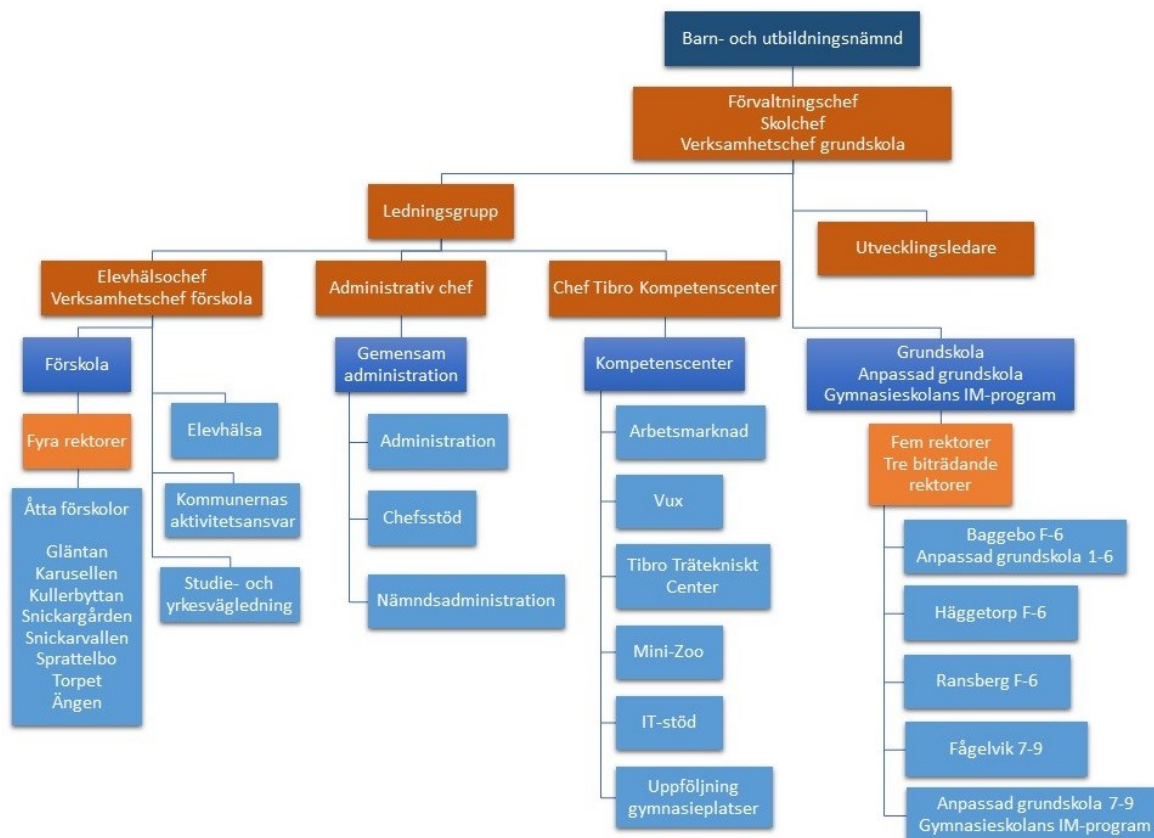 Barn- och utbildningsnämnd
Förvaltningschef
Skolchef
Verksamhetschef grundskola
Ledningsgrupp
Utvecklingsledare
Elevhälsochef
Verksamhetschef förskola
Administrativ chef
Chef Tibro Kompetenscenter
Förskola
Fyra rektorer
Åtta förskolor
Gläntan
Karusellen
Kullerbyttan
Snickargården
Snickarvallen
Sprattelbo
Torpet
Ängen
Elevhälsa
Kommunernas
aktivitetsansvar
Studie- och
yrkesvägledning
Gemensam
administration
Administration
Chefsstöd
Nämndsadministration
Kompetenscenter
Arbetsmarknad
Vux
Tibro Trätekniskt
Center
Mini-Zoo
IT-stöd
Uppföljning
gymnasieplatser
Grundskola
Anpassad grundskola
Gymnasieskolans IM-program
Fem rektorer
Tre biträdande
rektorer
Baggebo F-6
Anpassad grundskola 1-6
Häggetorp F-6
Ransberg F-6
Fågelvik 7-9
Anpassad grundskola 7-9
Gymnasieskolans IM-program